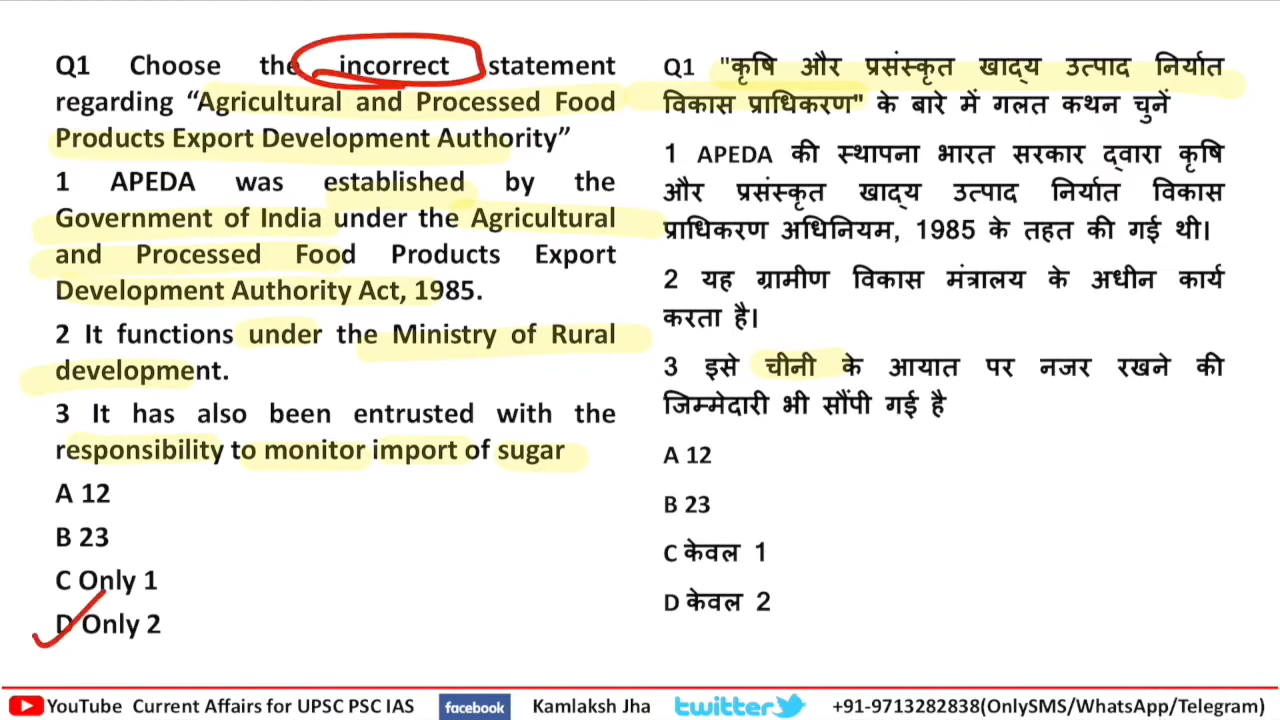 Q1 Choose the incorrect statement
regarding “Agricultural and Processed Food
Products Export Development Authority”
1 APEDA was established by the
Government of India under the Agricultural
and Processed Food Products Export
Development Authority Act, 1985.
2 It functions under the Ministry of Rural
development.
3 It has also been entrusted with the
responsibility to monitor import of sugar
A 12
B 23
C Only 1
D Only 2
Q1 "कृषि और प्रसंस्कृत खाद्य उत्पाद निर्यात
विकास प्राधिकरण" के बारे में गलत कथन चुनें
1 APEDA की स्थापना भारत सरकार द्वारा कृषि
और प्रसंस्कृत खाद्य उत्पाद निर्यात विकास
प्राधिकरण अधिनियम, 1985 के तहत की गई थी।
2 यह ग्रामीण विकास मंत्रालय के अधीन कार्य
करता है।
3 इसे चीनी के आयात पर नजर रखने की
जिम्मेदारी भी सौंपी गई है
A 12
B 23
C केवल 1
D केवल 2
YouTube Current Affairs for UPSC PSC IAS facebook Kamlaksh Jha twitter +91-9713282838(OnlySMS/WhatsApp/Telegram)